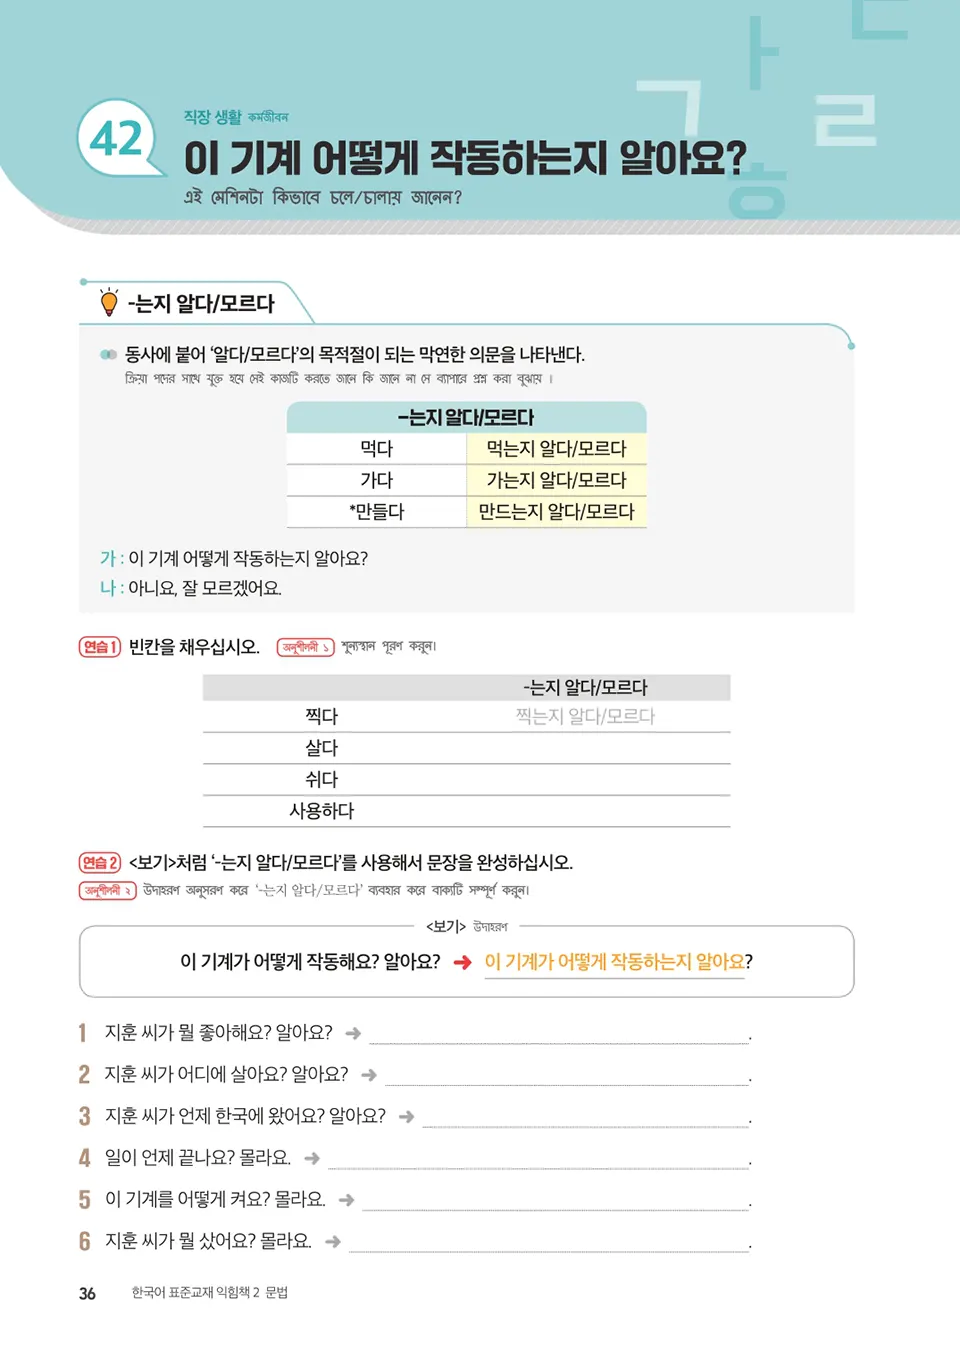 42
직장 생활 কর্মজীবন
이 기계 어떻게 작동하는지 알아요?
এই মেশিনটা কিভাবে চলে/চালায় জানেন?
ㅏ ㄷ ㄱ ㄹ ㅎ
-는지 알다/모르다
동사에 붙어 ‘알다/모르다’의 목적절이 되는 막연한 의문을 나타낸다.
ক্রিয়া পদের সাথে যুক্ত হয়ে সেই কাজটি করতে জানে কি জানে না সে ব্যাপারে প্রশ্ন করা বুঝায় ।
-는지 알다/모르다
먹다 먹는지 알다/모르다
가다 가는지 알다/모르다
*만들다 만드는지 알다/모르다
가 : 이 기계 어떻게 작동하는지 알아요?
나 : 아니요, 잘 모르겠어요.
연습 1 빈칸을 채우십시오. অনুশীলনী ১ শূন্যস্থান পূরণ করুন।
-는지 알다/모르다
찍다 찍는지 알다/모르다
살다
쉬다
사용하다
연습 2 <보기>처럼 ‘-는지 알다/모르다’를 사용해서 문장을 완성하십시오.
অনুশীলনী ২ উদাহরণ অনুসরণ করে ‘-는지 알다/모르다’ ব্যবহার করে বাক্যটি সম্পূর্ণ করুন।
<보기> উদাহরণ
이 기계가 어떻게 작동해요? 알아요? ➜ 이 기계가 어떻게 작동하는지 알아요?
1 지훈 씨가 뭘 좋아해요? 알아요? ➜ .
2 지훈 씨가 어디에 살아요? 알아요? ➜ .
3 지훈 씨가 언제 한국에 왔어요? 알아요? ➜ .
4 일이 언제 끝나요? 몰라요. ➜ .
5 이 기계를 어떻게 켜요? 몰라요. ➜ .
6 지훈 씨가 뭘 샀어요? 몰라요. ➜ .
36 한국어 표준교재 익힘책 2 문법